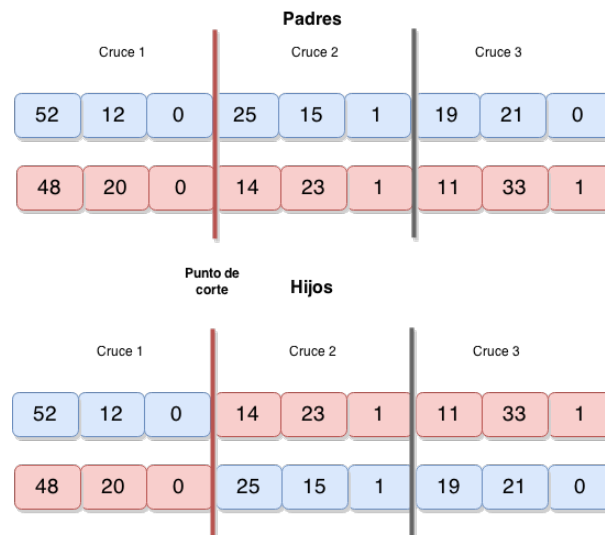 Padres
Cruce 1 Cruce 2 Cruce 3
52 12 0 25 15 1 19 21 0
48 20 0 14 23 1 11 33 1
Punto de
corte
Hijos
Cruce 1 Cruce 2 Cruce 3
52 12 0 14 23 1 11 33 1
48 20 0 25 15 1 19 21 0